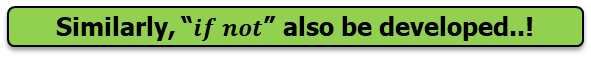 Similarly, “if not” also be developed..!